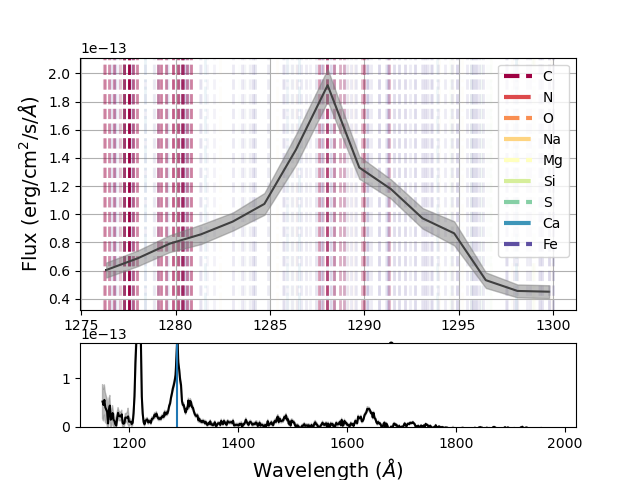 1e−13
Flux (erg/cm²/s/Å)
2.0
1.8
1.6
1.4
1.2
1.0
0.8
0.6
0.4
C
N
O
Na
Mg
Si
S
Ca
Fe
1275 1280 1285 1290 1295 1300
1e−13
1
0
1200 1400 1600 1800 2000
Wavelength (Å)